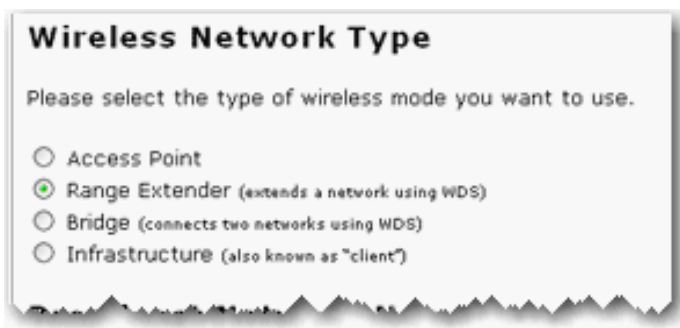 Wireless Network Type
Please select the type of wireless mode you want to use.
Access Point
Range Extender (extends a network using WDS)
Bridge (connects two networks using WDS)
Infrastructure (also known as "client")